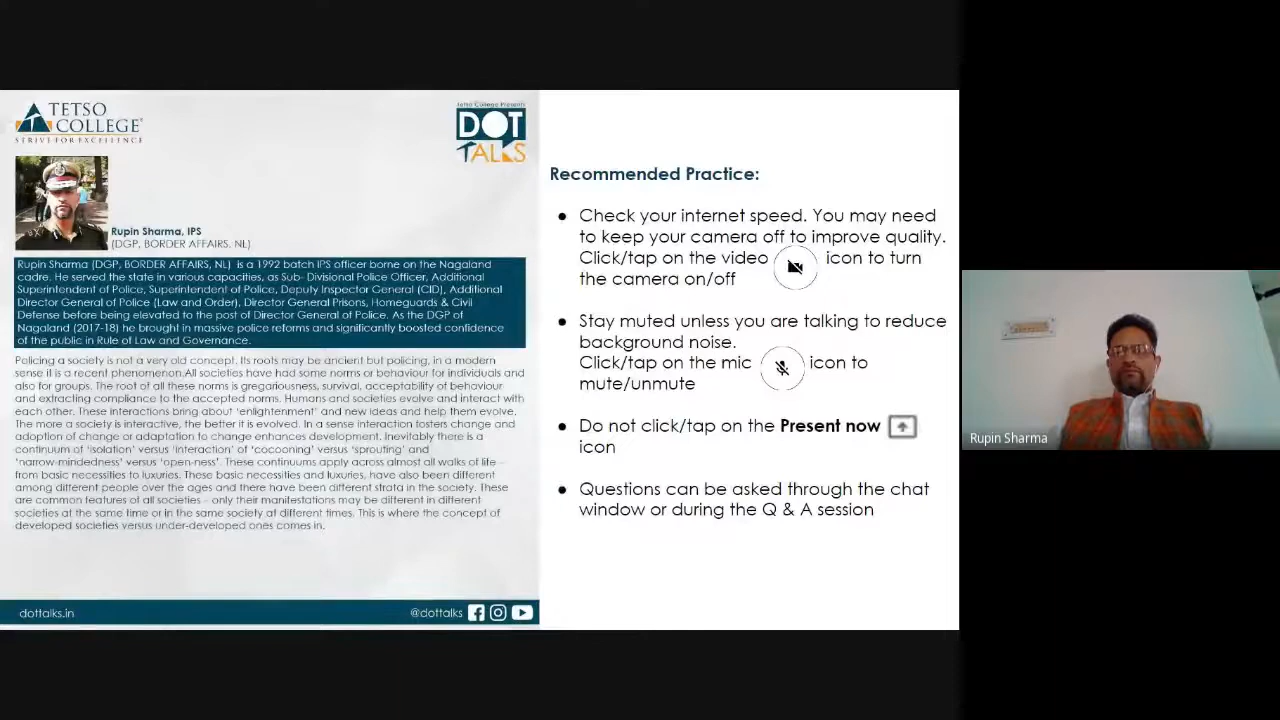 TETSO
COLLEGE
STRIVE FOR EXCELLENCE
Tetso College Presents
DOT
TALKS
Rupin Sharma, IPS
(DGP, BORDER AFFAIRS, NL)
Rupin Sharma (DGP, BORDER AFFAIRS, NL) is a 1992 batch IPS officer borne on the Nagaland
cadre. He served the state in various capacities, as Sub- Divisional Police Officer, Additional
Superintendent of Police, Superintendent of Police, Deputy Inspector General (CID), Additional
Director General of Police (Law and Order), Director General Prisons, Homeguards & Civil
Defense before being elevated to the post of Director General of Police. As the DGP of
Nagaland (2017-18) he brought in massive police reforms and significantly boosted confidence
of the public in Rule of Law and Governance.
Policing a society is not a very old concept. Its roots may be ancient but policing, in a modern
sense it is a recent phenomenon.All societies have had some norms or behaviour for individuals and
also for groups. The root of all these norms is gregariousness, survival, acceptability of behaviour
and extracting compliance to the accepted norms. Humans and societies evolve and interact with
each other. These interactions bring about 'enlightenment' and new ideas and help them evolve.
The more a society is interactive, the better it is evolved. In a sense interaction fosters change and
adoption of change or adaptation to change enhances development. Inevitably there is a
continuum of 'isolation' versus 'interaction' of 'cocooning' versus 'sprouting' and
'narrow-mindedness' versus 'open-ness'. These continuums apply across almost all walks of life –
from basic necessities to luxuries. These basic necessities and luxuries, have also been different
among different people over the ages and there have been different strata in the society. These
are common features of all societies – only their manifestations may be different in different
societies at the same time or in the same society at different times. This is where the concept of
developed societies versus under-developed ones comes in.
dottalks.in
@dottalks
Recommended Practice:
● Check your internet speed. You may need
to keep your camera off to improve quality.
Click/tap on the video icon to turn
the camera on/off
● Stay muted unless you are talking to reduce
background noise.
Click/tap on the mic icon to
mute/unmute
● Do not click/tap on the Present now
icon
● Questions can be asked through the chat
window or during the Q & A session
Rupin Sharma